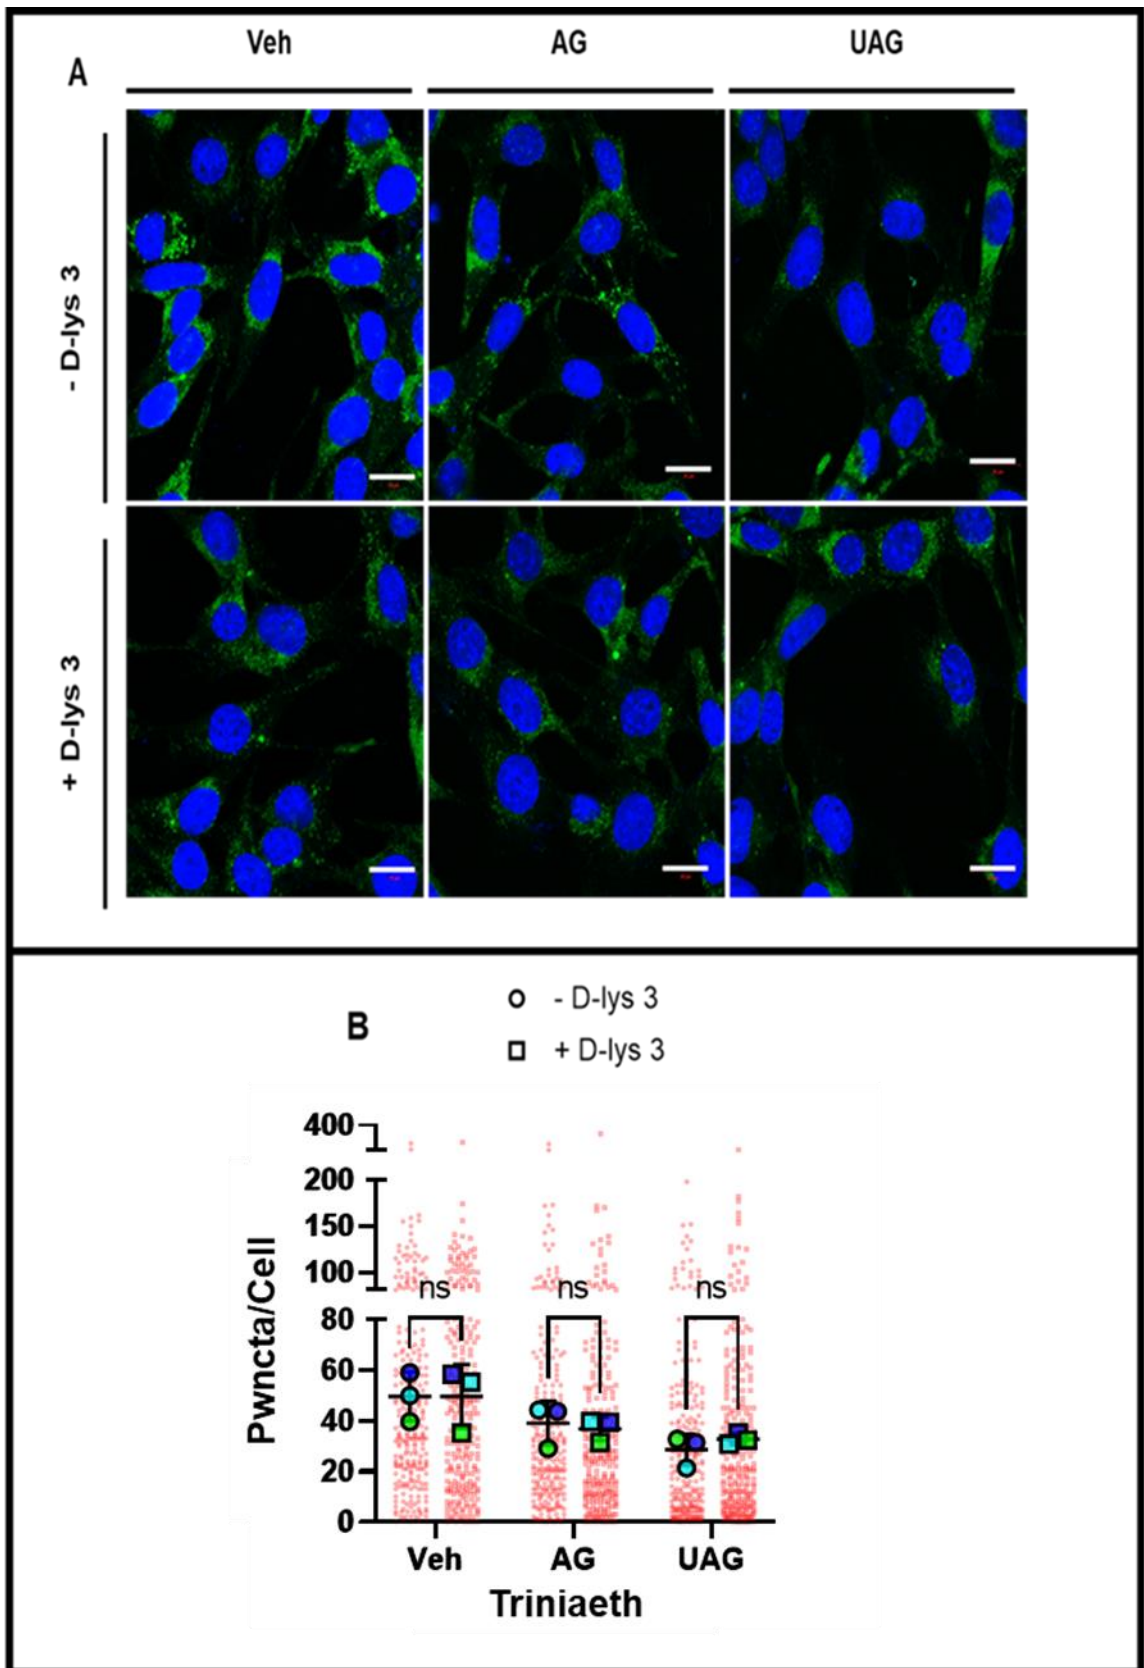 Veh
AG
UAG
A
- D-lys 3
+ D-lys 3
B
- D-lys 3
+ D-lys 3
400
200
150
100
80
60
40
20
0
Pwncta/Cell
ns
ns
ns
Veh
AG
UAG
Triniaeth